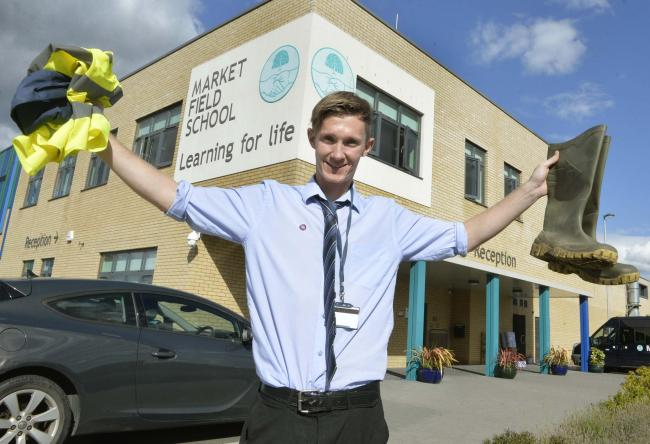 MARKET
FIELD
SCHOOL
Learning for life
Reception
Reception